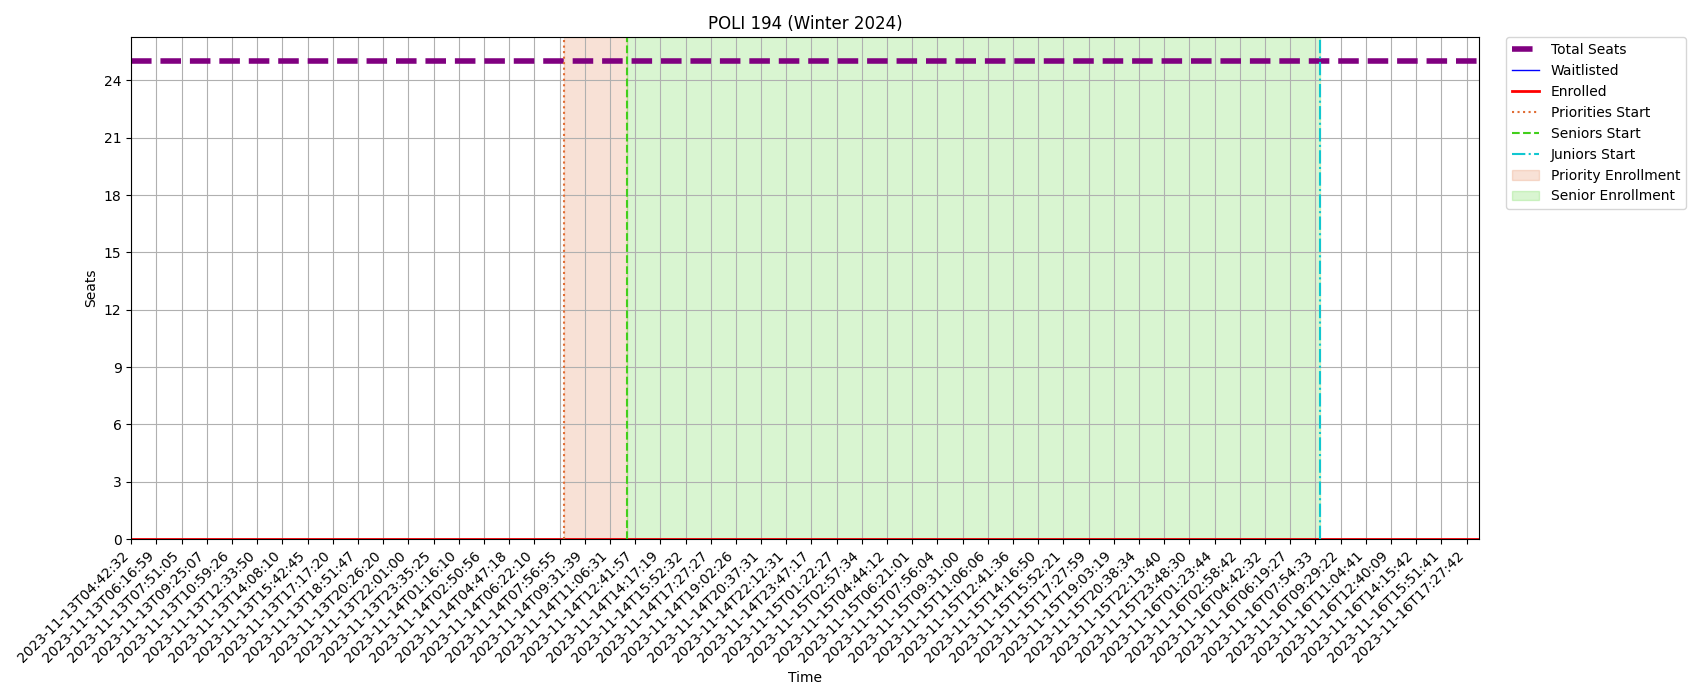 POLI 194 (Winter 2024)
Total Seats
Waitlisted
Enrolled
Priorities Start
Seniors Start
Juniors Start
Priority Enrollment
Senior Enrollment
Seats
24
21
18
15
12
9
6
3
0
2023-11-13T04:42:32
2023-11-13T06:16:59
2023-11-13T07:51:05
2023-11-13T09:25:07
2023-11-13T10:59:26
2023-11-13T12:33:50
2023-11-13T14:08:10
2023-11-13T15:42:45
2023-11-13T17:17:20
2023-11-13T18:51:47
2023-11-13T20:26:20
2023-11-13T22:01:00
2023-11-13T23:35:25
2023-11-14T01:16:10
2023-11-14T02:50:56
2023-11-14T04:47:18
2023-11-14T06:22:10
2023-11-14T07:56:55
2023-11-14T09:31:39
2023-11-14T11:06:31
2023-11-14T12:41:57
2023-11-14T14:17:19
2023-11-14T15:52:32
2023-11-14T17:27:27
2023-11-14T19:02:26
2023-11-14T20:37:31
2023-11-14T22:12:31
2023-11-14T23:47:17
2023-11-15T01:22:27
2023-11-15T02:57:34
2023-11-15T04:44:12
2023-11-15T06:21:01
2023-11-15T07:56:04
2023-11-15T09:31:00
2023-11-15T11:06:06
2023-11-15T12:41:36
2023-11-15T14:16:50
2023-11-15T15:52:21
2023-11-15T17:27:59
2023-11-15T19:03:19
2023-11-15T20:38:34
2023-11-15T22:13:40
2023-11-15T23:48:30
2023-11-16T01:23:44
2023-11-16T02:58:42
2023-11-16T04:42:32
2023-11-16T06:19:27
2023-11-16T07:54:33
2023-11-16T09:29:22
2023-11-16T11:04:41
2023-11-16T12:40:09
2023-11-16T14:15:42
2023-11-16T15:51:41
2023-11-16T17:27:42
Time